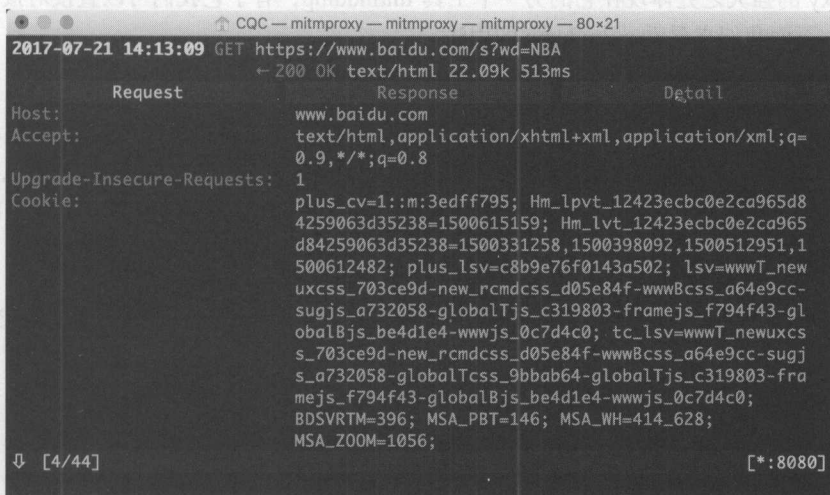 CQC — mitmproxy — mitmproxy — mitmproxy — 80×21
2017-07-21 14:13:09 GET https://www.baidu.com/s?wd=NBA
← 200 OK text/html 22.09k 513ms
Request Response Detail
Host: www.baidu.com
Accept: text/html,application/xhtml+xml,application/xml;q=
0.9,*/*;q=0.8
Upgrade-Insecure-Requests: 1
Cookie: plus_cv=1::m:3edff795; Hm_lpvt_12423ecbc0e2ca965d8
4259063d35238=1500615159; Hm_lvt_12423ecbc0e2ca965
d84259063d35238=1500331258,1500398092,1500512951,1
500612482; plus_lsv=c8b9e76f0143a502; lsv=wwwT_new
uxcss_703ce9d-new_rcmdcss_d05e84f-wwwBcss_a64e9cc-
sugjs_a732058-globalTjs_c319803-framejs_f794f43-gl
obalBjs_be4d1e4-wwwjs_0c7d4c0; tc_lsv=wwwT_newuxcs
s_703ce9d-new_rcmdcss_d05e84f-wwwBcss_a64e9cc-sugj
s_a732058-globalTcss_9bbab64-globalTjs_c319803-fra
mejs_f794f43-globalBjs_be4d1e4-wwwjs_0c7d4c0;
BDSVRTM=396; MSA_PBT=146; MSA_WH=414_628;
MSA_ZOOM=1056;
⇩ [4/44] [*:8080]